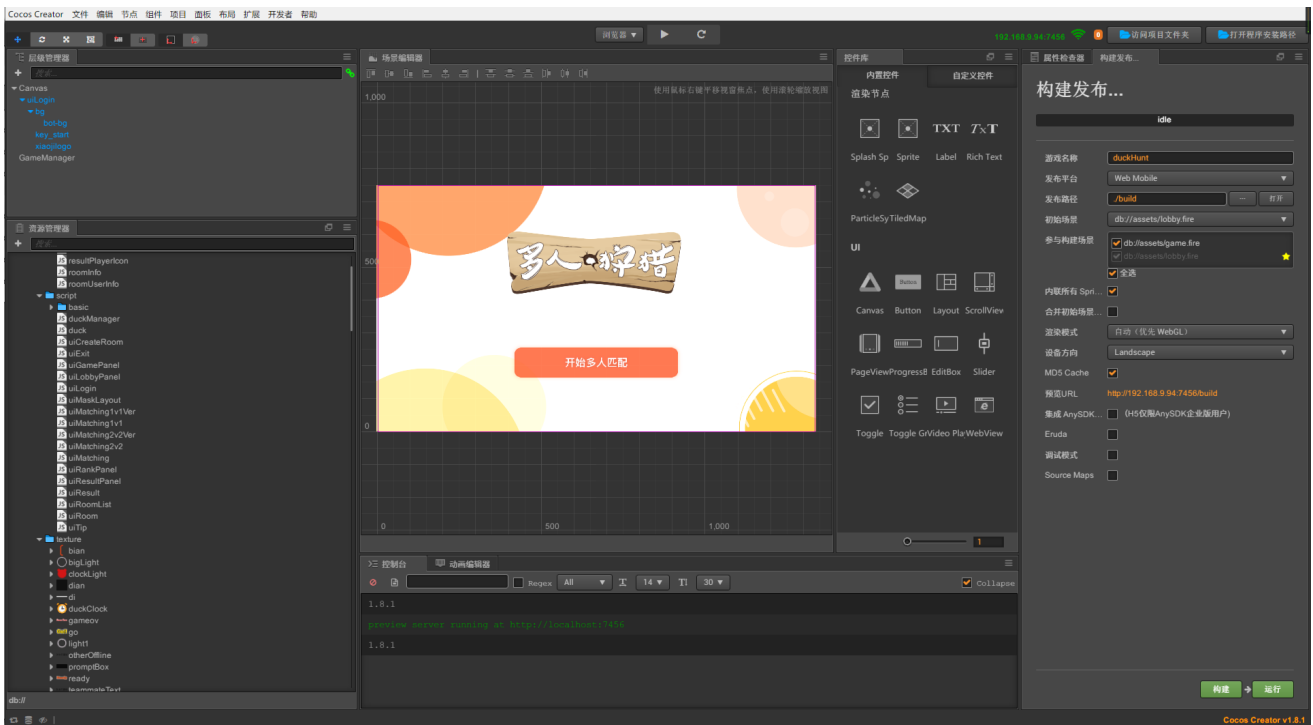 Cocos Creator 文件 编辑 节点 组件 项目 面板 布局 扩展 开发者 帮助
浏览器
192.168.9.94:7456
0
访问项目文件夹
打开程序安装路径
层级管理器
搜索...
Canvas
uiLogin
bg
bot-bg
key_start
xiaojilogo
GameManager
资源管理器
搜索...
resultPlayerIcon
roomInfo
roomUserInfo
script
basic
duckManager
duck
uiCreateRoom
uiExit
uiGamePanel
uiLobbyPanel
uiLogin
uiMaskLayout
uiMatching1v1Ver
uiMatching1v1
uiMatching2v2Ver
uiMatching2v2
uiMatching
uiRankPanel
uiResultPanel
uiResult
uiRoomList
uiRoom
uiTip
texture
bian
bigLight
clockLight
dian
di
duckClock
gameov
go
light1
otherOffline
promptBox
ready
teammateText
db://
场景编辑器
使用鼠标右键平移视窗焦点，使用滚轮缩放视图
1,000
500
0
多人狩猎
开始多人匹配
0 500 1,000
控制台 动画编辑器
Regex All 14 30 Collapse
1.8.1
preview server running at http://localhost:7456
1.8.1
控件库
内置控件 自定义控件
渲染节点
TXT TxT
Splash Sp Sprite Label Rich Text
ParticleSy TiledMap
UI
Button
Canvas Button Layout ScrollView
PageView ProgressB EditBox Slider
Toggle Toggle Gr Video Pla WebView
1
属性检查器 构建发布...
构建发布...
idle
游戏名称 duckHunt
发布平台 Web Mobile
发布路径 ./build ... 打开
初始场景 db://assets/lobby.fire
参与构建场景 db://assets/game.fire
db://assets/lobby.fire
全选
内联所有 Spri...
合并初始场景...
渲染模式 自动（优先 WebGL）
设备方向 Landscape
MD5 Cache
预览URL http://192.168.9.94:7456/build
集成 AnySDK... （H5仅限AnySDK企业版用户）
Eruda
调试模式
Source Maps
构建 运行
Cocos Creator v1.8.1